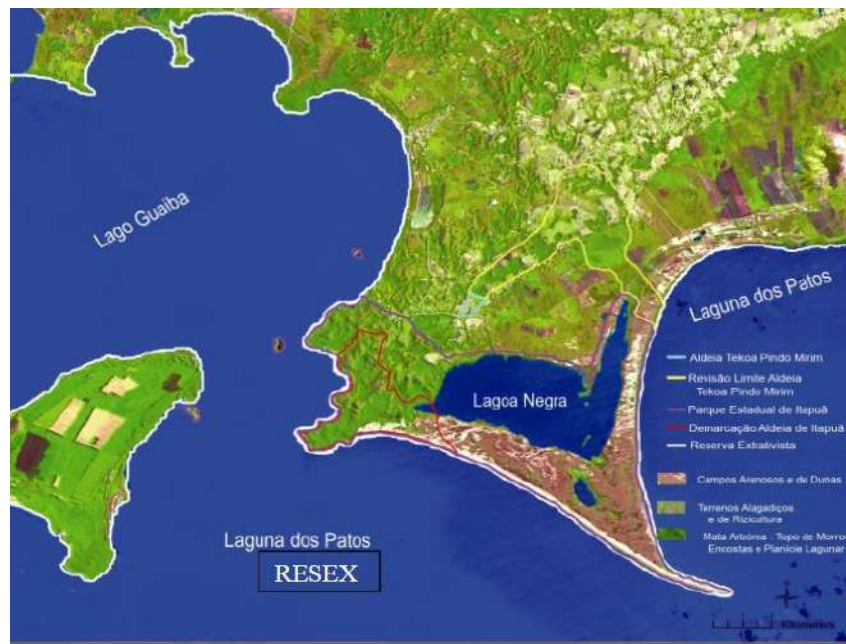 Lago Guaíba
Laguna dos Patos
Aldeia Tekoa Pindo Mirim
Revisão Limite Aldeia
Tekoa Pindo Mirim
Parque Estadual de Itapuã
Demarcação Aldeia de Itapuã
Reserva Extrativista
Lagoa Negra
Campos Arenosos e de Dunas
Terrenos Alagadiços
e de Rizicultura
Mata Arbórea : Topo de Morro
Encostas e Planície Lagunar
Laguna dos Patos
RESEX
Kilometers